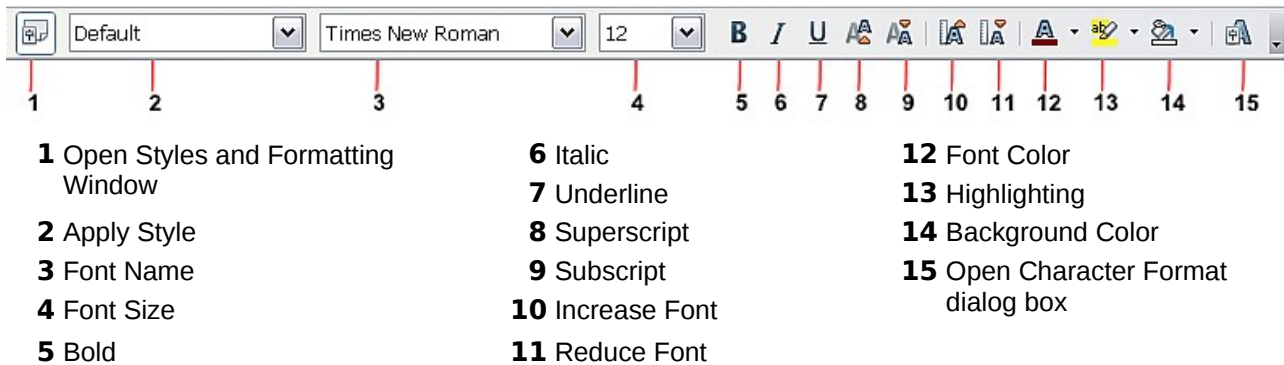 Default Times New Roman 12 B I U
1 2 3 4 5 6 7 8 9 10 11 12 13 14 15
1 Open Styles and Formatting
Window
2 Apply Style
3 Font Name
4 Font Size
5 Bold
6 Italic
7 Underline
8 Superscript
9 Subscript
10 Increase Font
11 Reduce Font
12 Font Color
13 Highlighting
14 Background Color
15 Open Character Format
dialog box